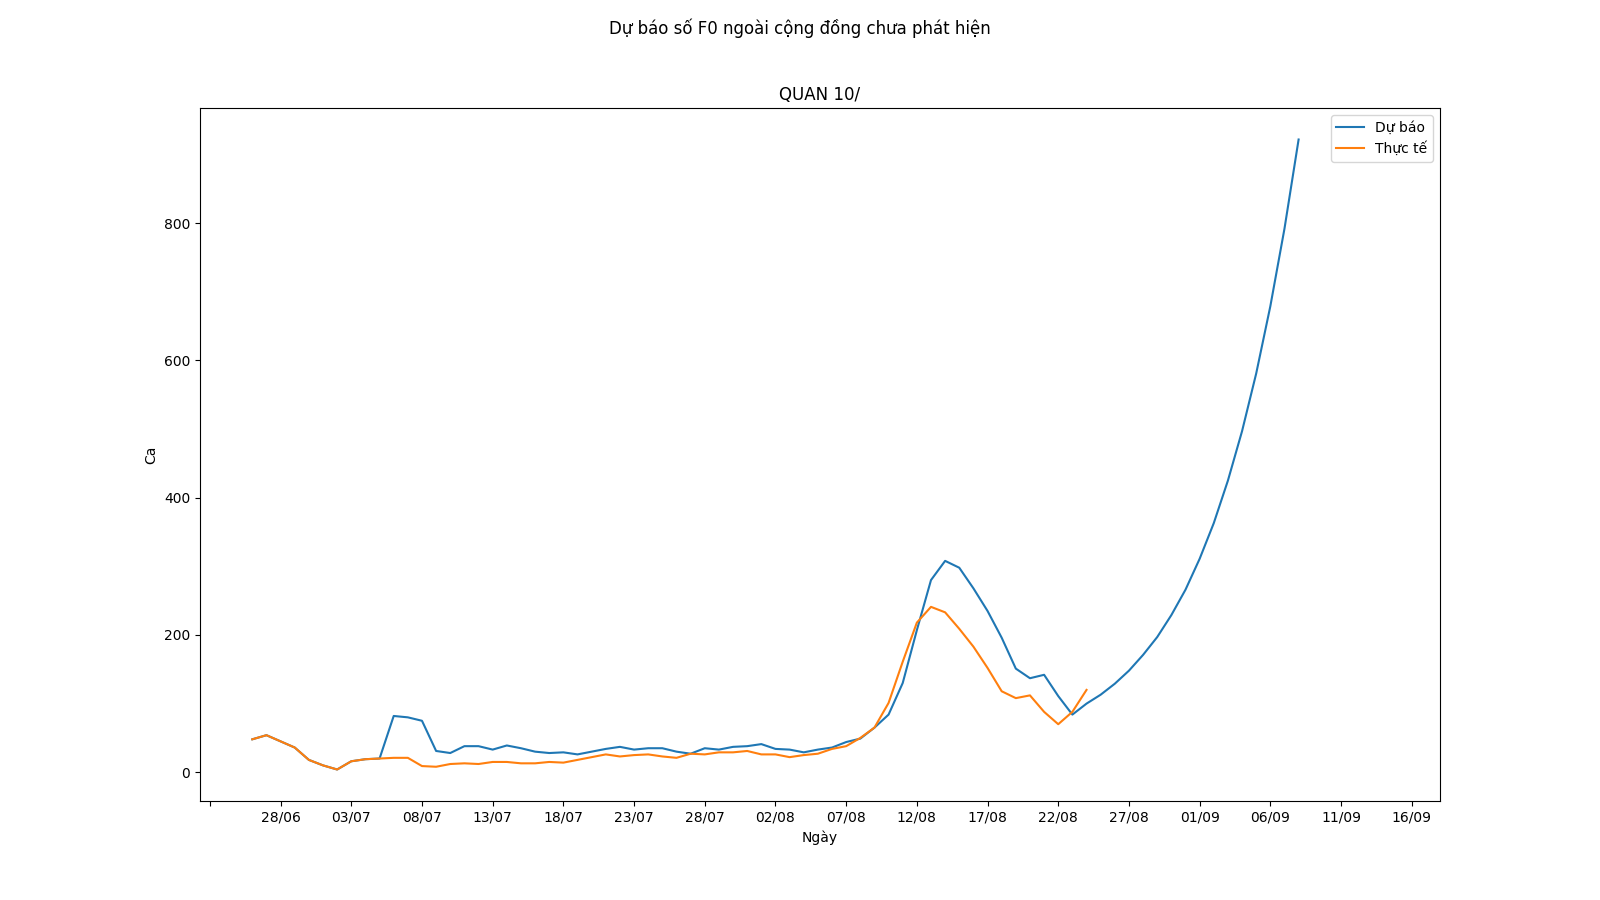 Dự báo số F0 ngoài cộng đồng chưa phát hiện
QUAN 10/
Dự báo
Thực tế
800
600
400
200
0
Ca
28/06 03/07 08/07 13/07 18/07 23/07 28/07 02/08 07/08 12/08 17/08 22/08 27/08 01/09 06/09 11/09 16/09
Ngày